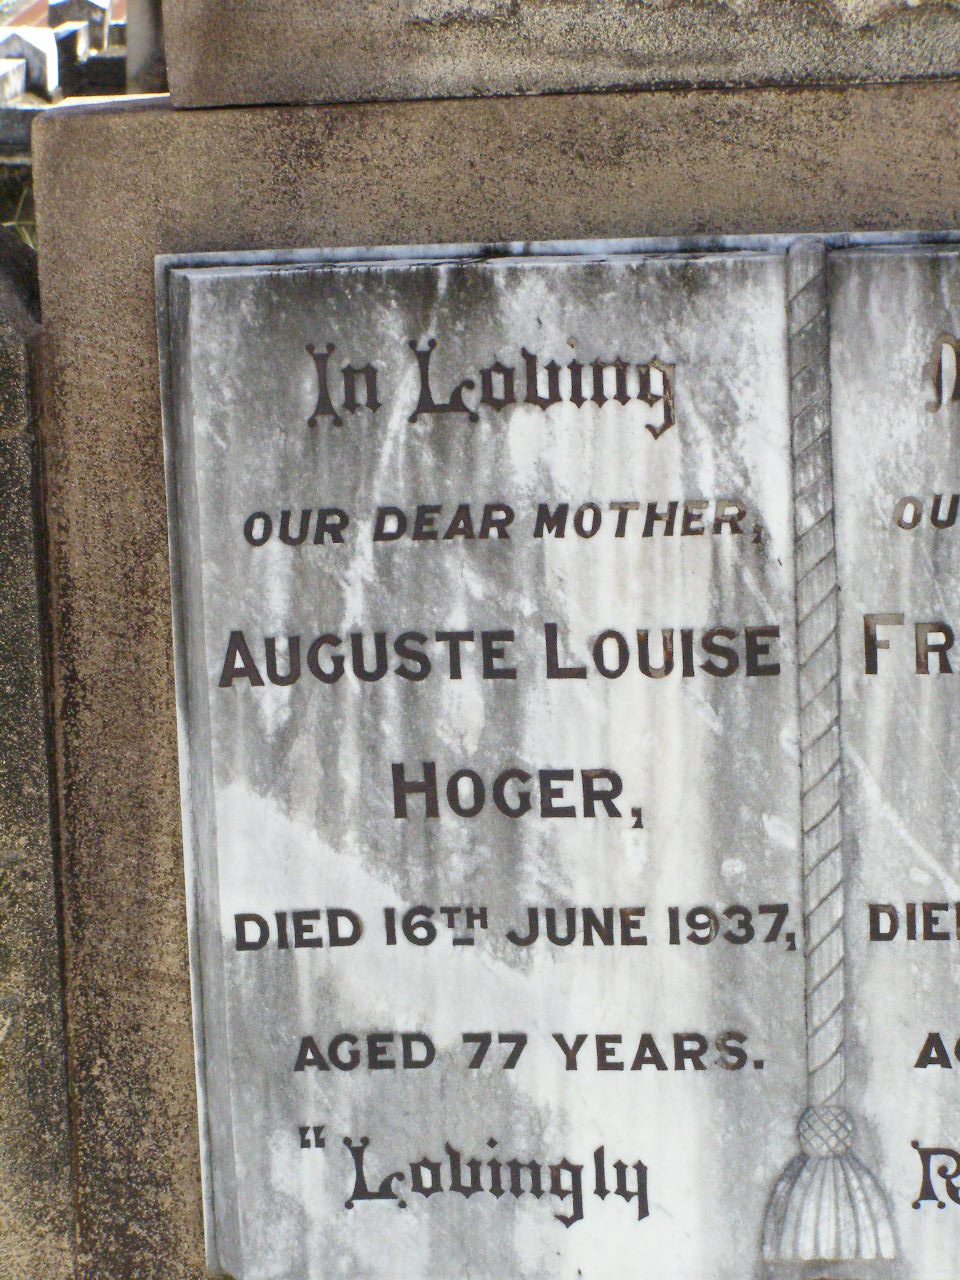 In Loving
OUR DEAR MOTHER,
AUGUSTE LOUISE
HOGER,
DIED 16TH JUNE 1937,
AGED 77 YEARS.
"Lovingly